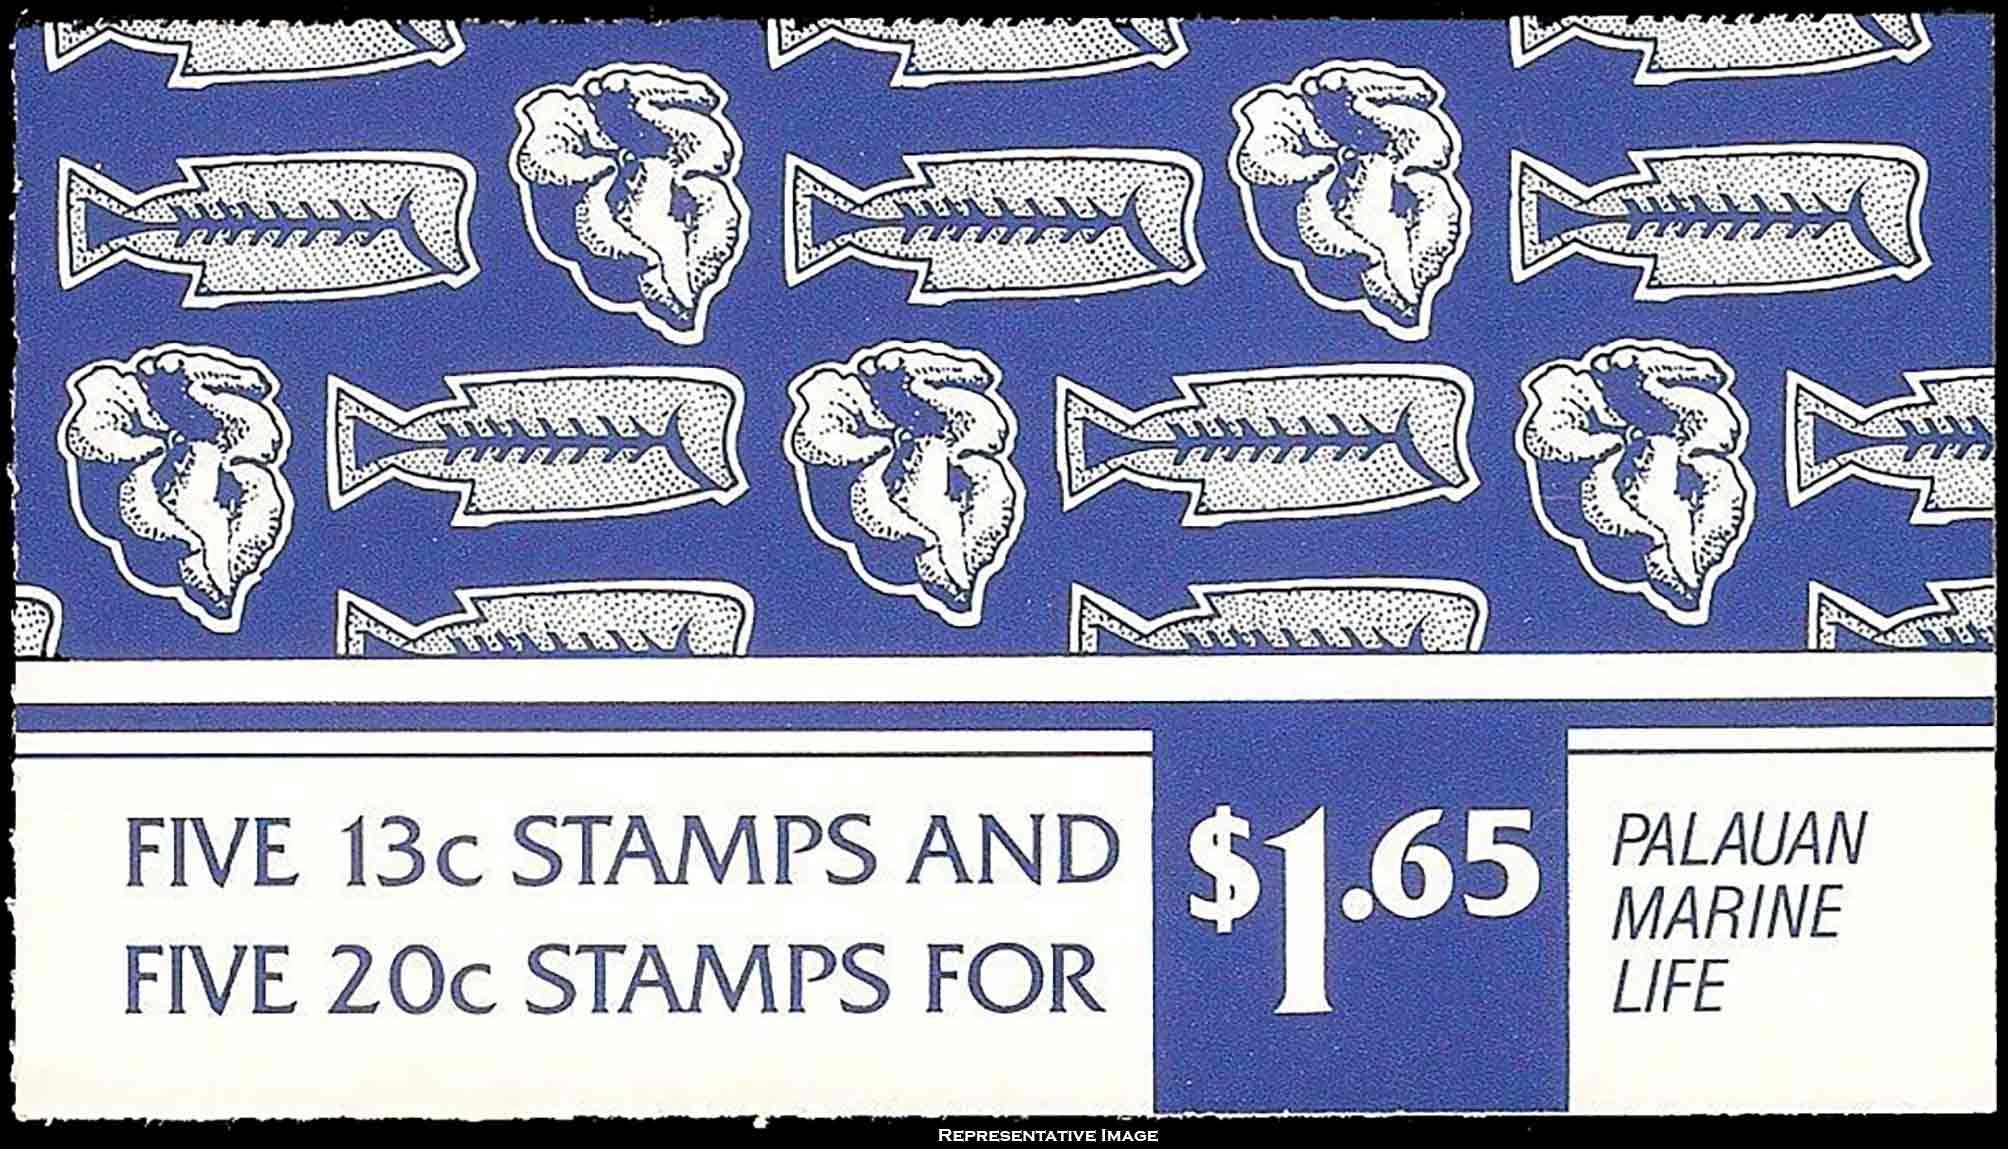 FIVE 13c STAMPS AND
FIVE 20c STAMPS FOR
$1.65
PALAUAN
MARINE
LIFE
REPRESENTATIVE IMAGE